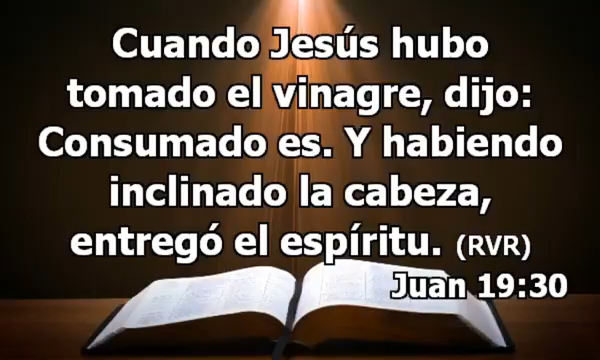 Cuando Jesús hubo
tomado el vinagre, dijo:
Consumado es. Y habiendo
inclinado la cabeza,
entregó el espíritu. (RVR)
Juan 19:30